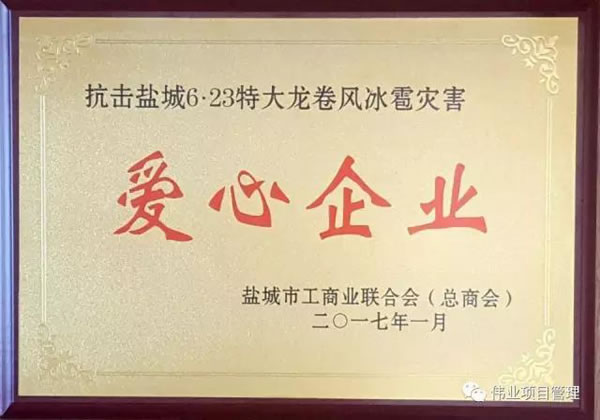 抗击盐城6·23特大龙卷风冰雹灾害
爱心企业
盐城市工商业联合会（总商会）
二〇一七年一月
伟业项目管理